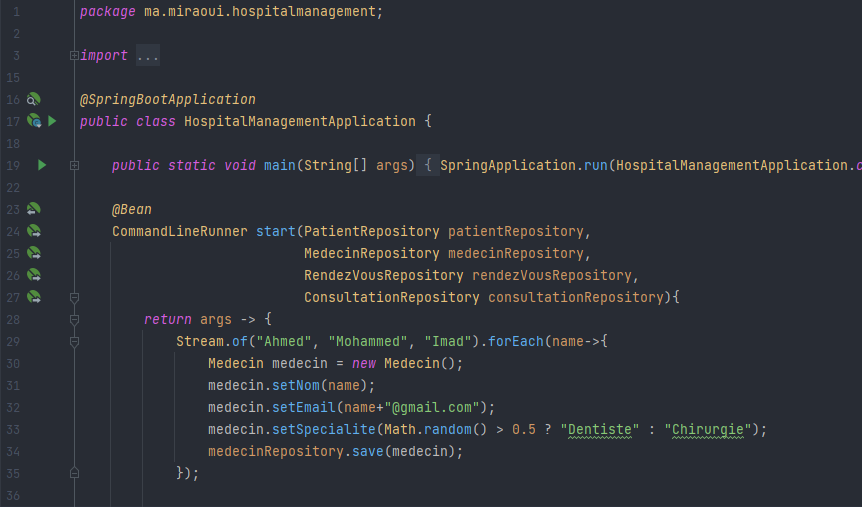 1 package ma.miraoui.hospitalmanagement;
2
3 import ...
15
16 @SpringBootApplication
17 public class HospitalManagementApplication {
18
19 public static void main(String[] args) { SpringApplication.run(HospitalManagementApplication.c
22
23 @Bean
24 CommandLineRunner start(PatientRepository patientRepository,
25 MedecinRepository medecinRepository,
26 RendezVousRepository rendezVousRepository,
27 ConsultationRepository consultationRepository){
28 return args -> {
29 Stream.of("Ahmed", "Mohammed", "Imad").forEach(name->{
30 Medecin medecin = new Medecin();
31 medecin.setNom(name);
32 medecin.setEmail(name+"@gmail.com");
33 medecin.setSpecialite(Math.random() > 0.5 ? "Dentiste" : "Chirurgie");
34 medecinRepository.save(medecin);
35 });
36